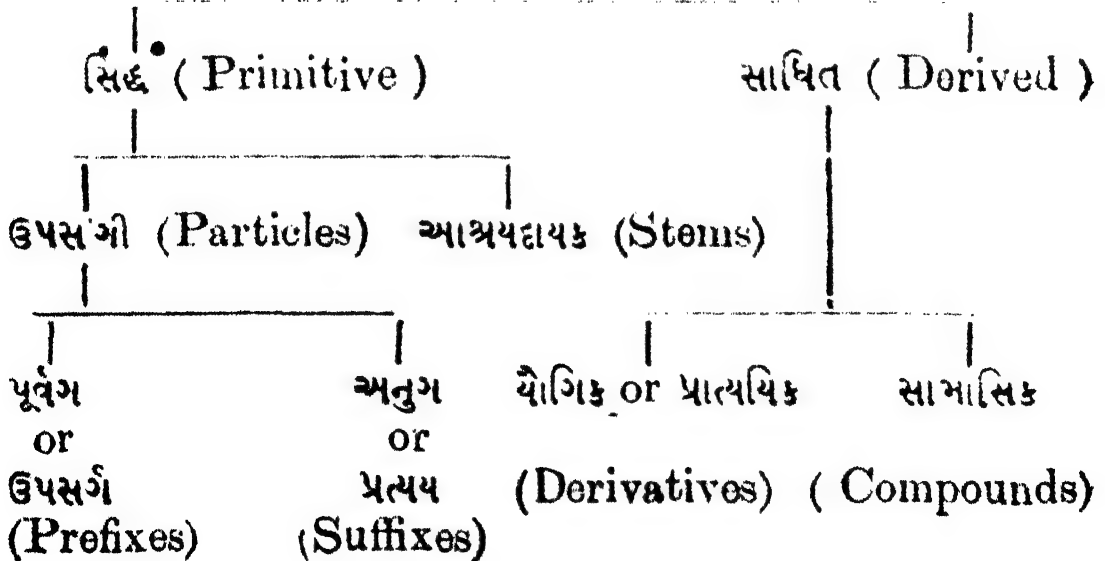 સિદ્ધ ( Primitive ) સાધિત ( Derived )
ઉપસર્ગી (Particles) આશ્રયદાયક (Stems)
પૂર્વગ અનુગ યૌગિક or પ્રાત્યયિક સામાસિક
or or
ઉપસર્ગ પ્રત્યય (Derivatives) ( Compounds)
(Prefixes) (Suffixes)